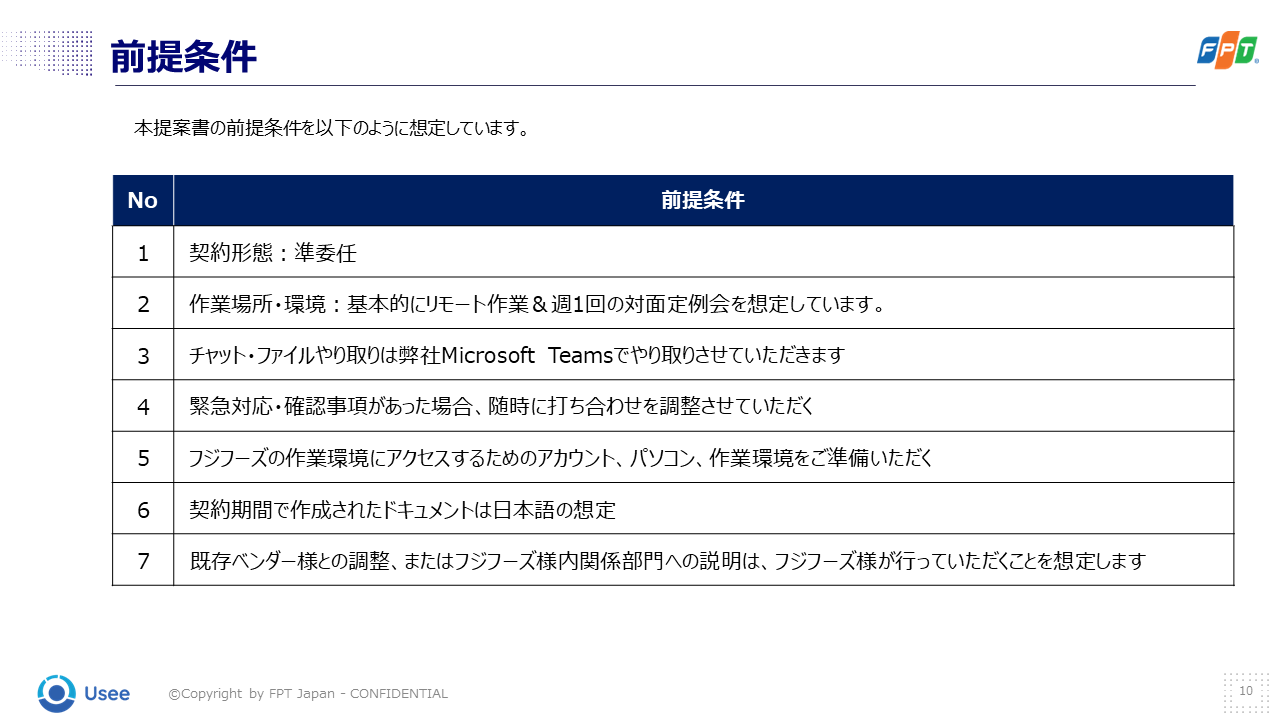 前提条件
FPT
本提案書の前提条件を以下のように想定しています。
No 前提条件
1 契約形態：準委任
2 作業場所・環境：基本的にリモート作業＆週1回の対面定例会を想定しています。
3 チャット・ファイルやり取りは弊社Microsoft Teamsでやり取りさせていただきます
4 緊急対応・確認事項があった場合、随時に打ち合わせを調整させていただく
5 フジフーズの作業環境にアクセスするためのアカウント、パソコン、作業環境をご準備いただく
6 契約期間で作成されたドキュメントは日本語の想定
7 既存ベンダー様との調整、またはフジフーズ様内関係部門への説明は、フジフーズ様が行っていただくことを想定します
Usee ©Copyright by FPT Japan - CONFIDENTIAL 10